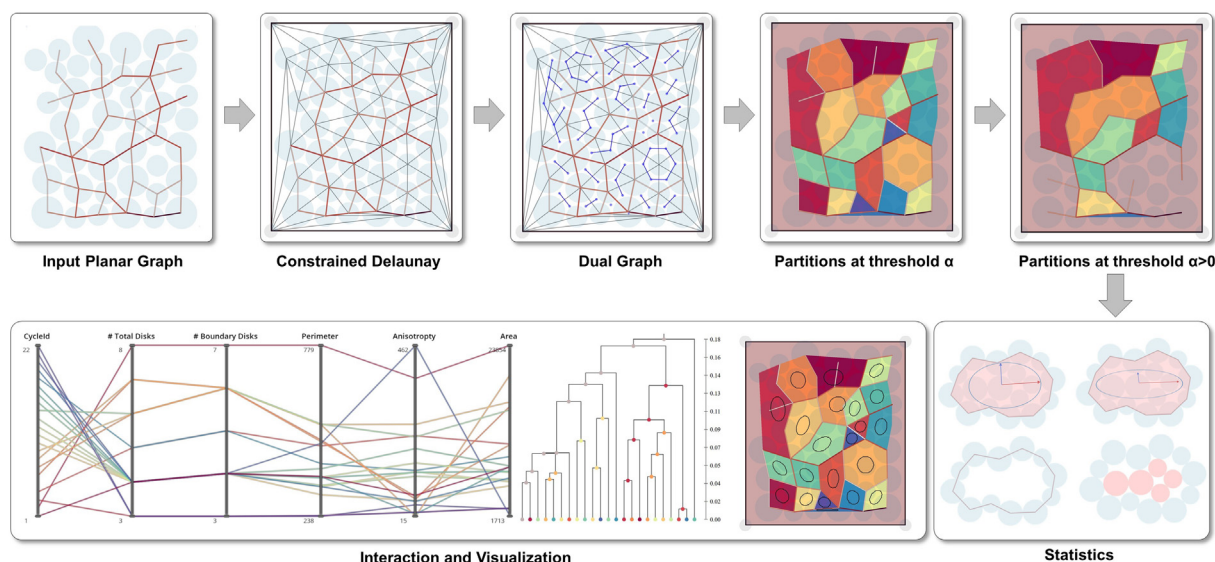 Input Planar Graph
Constrained Delaunay
Dual Graph
Partitions at threshold α
Partitions at threshold α>0
CycleId
# Total Disks
# Boundary Disks
Perimeter
Anisotropty
Area
22
8
7
779
462
1
3
3
238
15
1713
0.18
0.16
0.14
0.13
0.11
0.09
0.07
0.05
0.04
0.02
0.00
Interaction and Visualization
Statistics